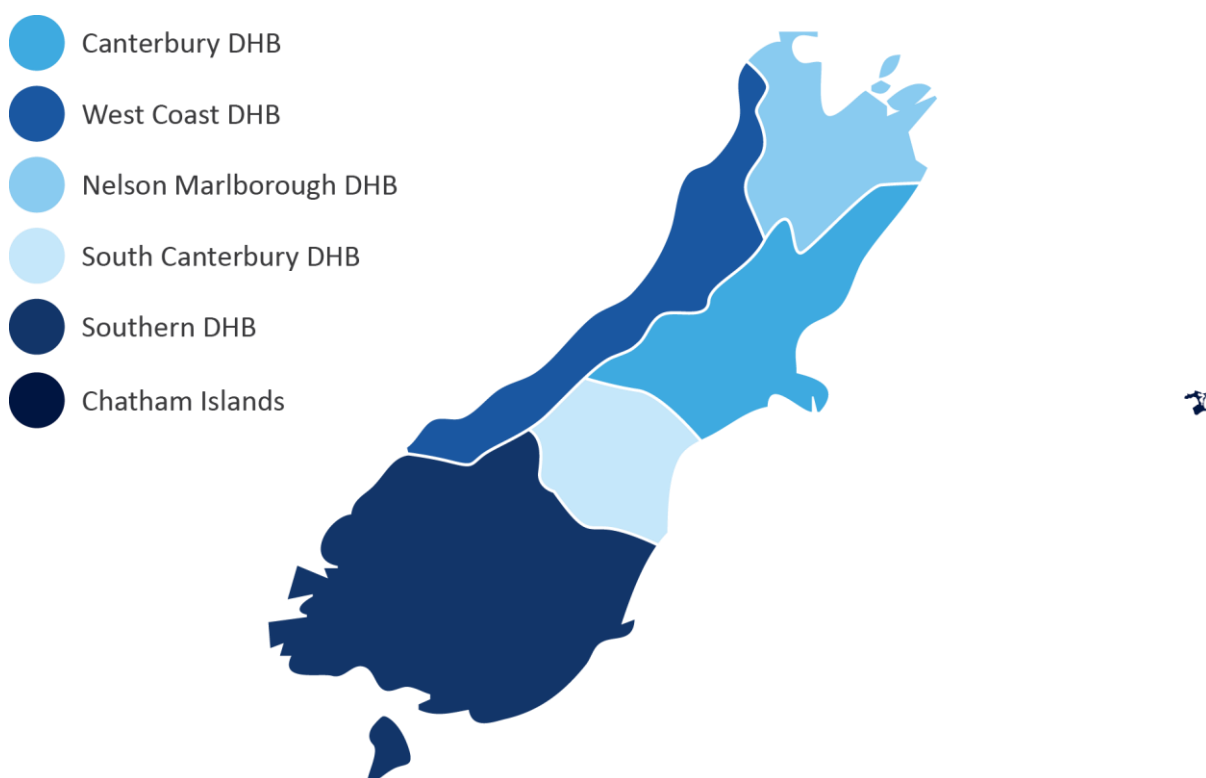 Canterbury DHB
West Coast DHB
Nelson Marlborough DHB
South Canterbury DHB
Southern DHB
Chatham Islands